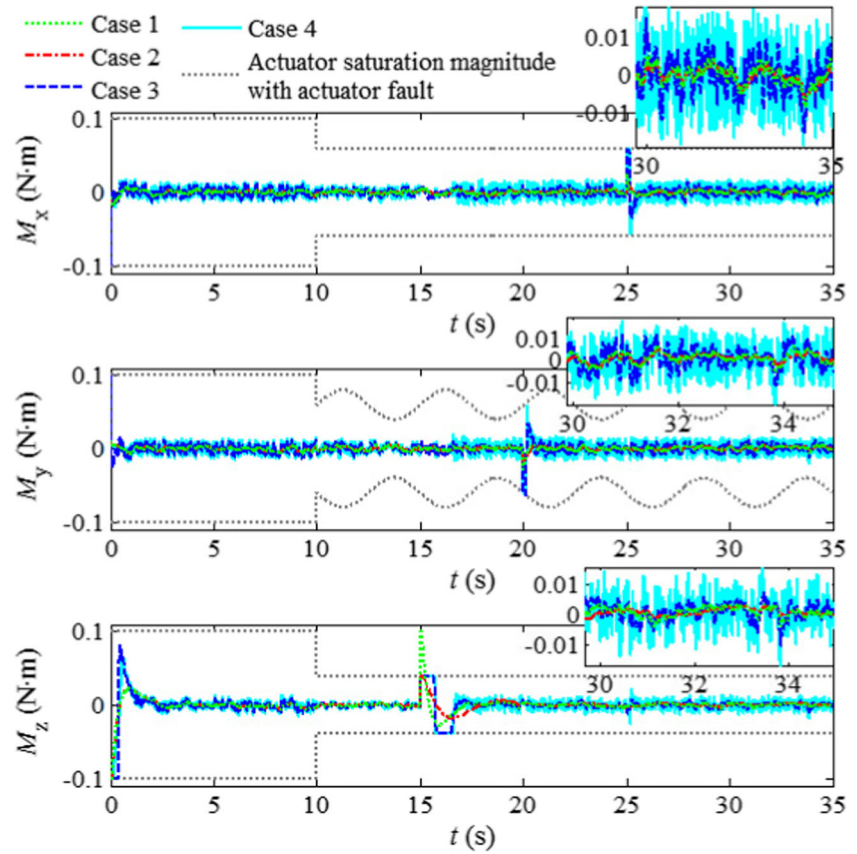 Case 1
Case 2
Case 3
Case 4
Actuator saturation magnitude
with actuator fault
0.01
0
-0.01
30
35
0.1
0
-0.1
Mx (N·m)
0 5 10 15 20 25 30 35
t (s)
0.01
0
-0.01
30 32 34
0.1
0
-0.1
My (N·m)
0 5 10 15 20 25 30 35
t (s)
0.01
0
-0.01
30 32 34
0.1
0
-0.1
Mz (N·m)
0 5 10 15 20 25 30 35
t (s)